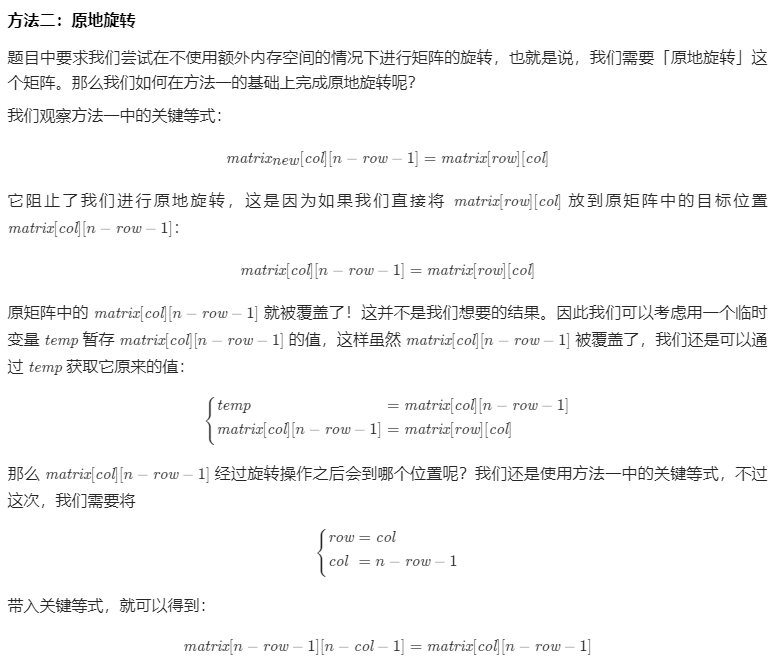 方法二：原地旋转
题目中要求我们尝试在不使用额外内存空间的情况下进行矩阵的旋转，也就是说，我们需要「原地旋转」这
个矩阵。那么我们如何在方法一的基础上完成原地旋转呢？
我们观察方法一中的关键等式：
matrix_new[col][n − row − 1] = matrix[row][col]
它阻止了我们进行原地旋转，这是因为如果我们直接将 matrix[row][col] 放到原矩阵中的目标位置
matrix[col][n − row − 1]：
matrix[col][n − row − 1] = matrix[row][col]
原矩阵中的 matrix[col][n − row − 1] 就被覆盖了！这并不是我们想要的结果。因此我们可以考虑用一个临时
变量 temp 暂存 matrix[col][n − row − 1] 的值，这样虽然 matrix[col][n − row − 1] 被覆盖了，我们还是可以通
过 temp 获取它原来的值：
temp = matrix[col][n − row − 1]
matrix[col][n − row − 1] = matrix[row][col]
那么 matrix[col][n − row − 1] 经过旋转操作之后会到哪个位置呢？我们还是使用方法一中的关键等式，不过
这次，我们需要将
row = col
col = n − row − 1
带入关键等式，就可以得到：
matrix[n − row − 1][n − col − 1] = matrix[col][n − row − 1]